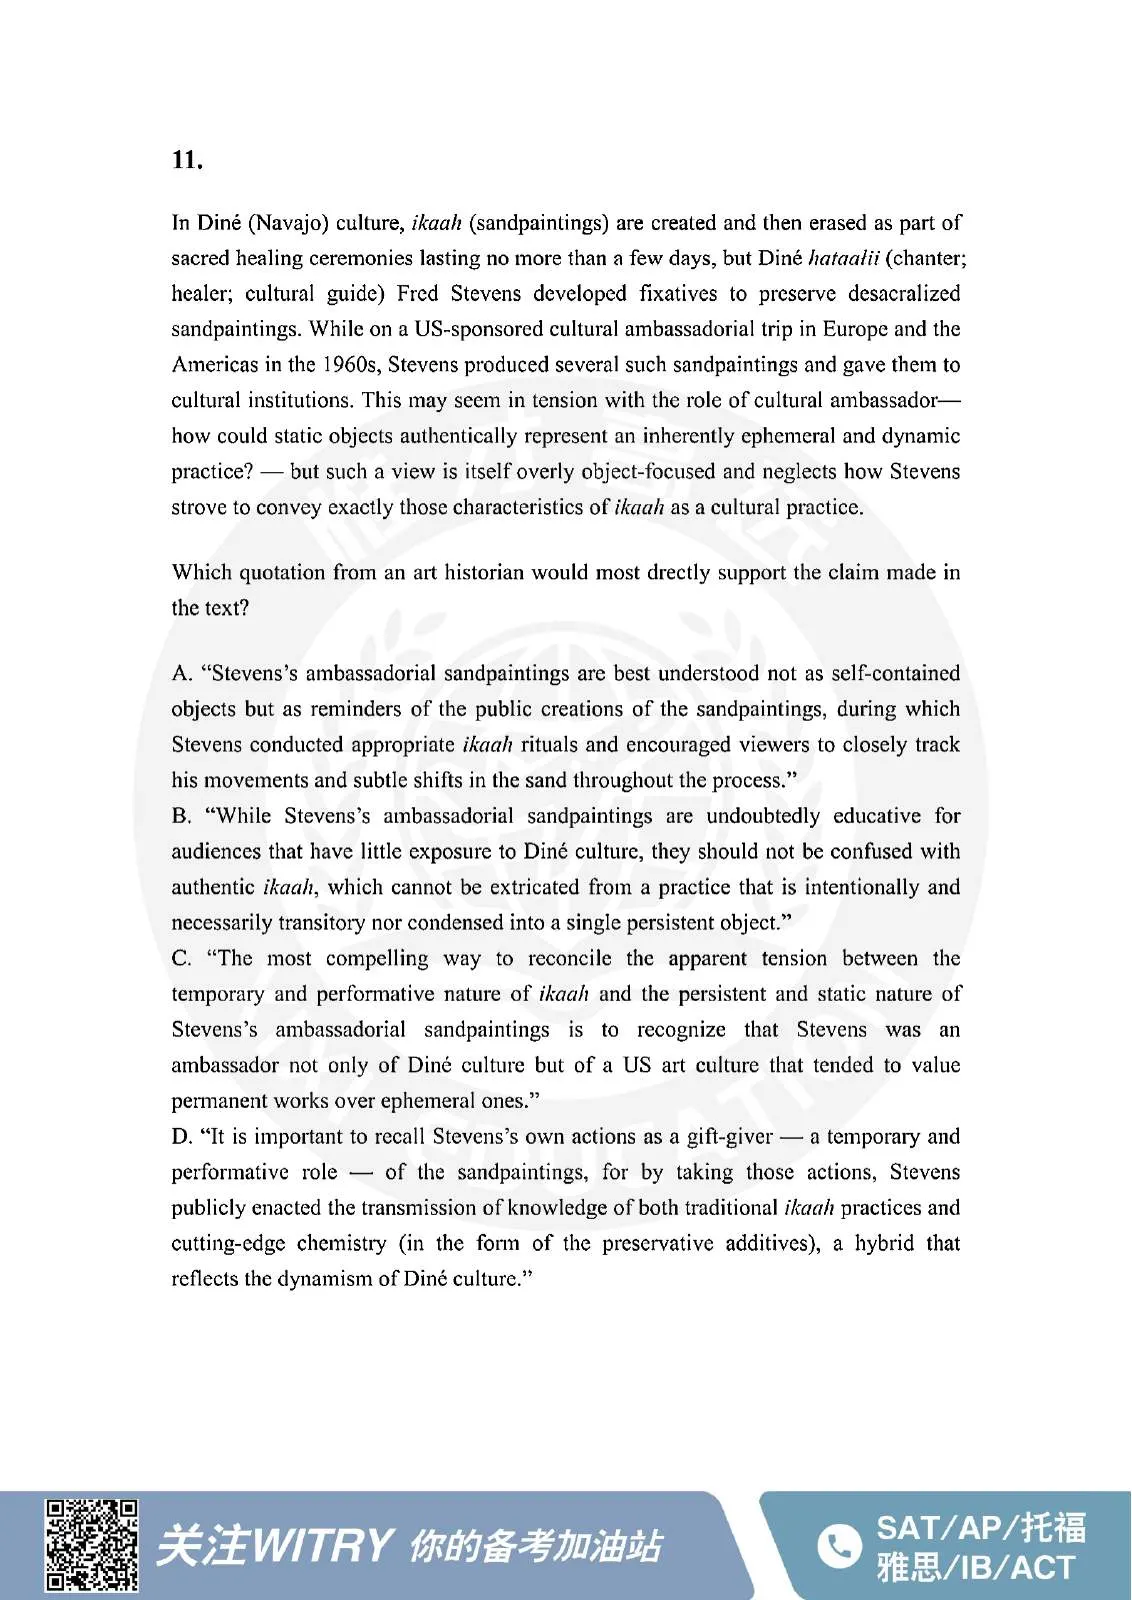 11.
In Diné (Navajo) culture, ikaah (sandpaintings) are created and then erased as part of
sacred healing ceremonies lasting no more than a few days, but Diné hataalii (chanter;
healer; cultural guide) Fred Stevens developed fixatives to preserve desacralized
sandpaintings. While on a US-sponsored cultural ambassadorial trip in Europe and the
Americas in the 1960s, Stevens produced several such sandpaintings and gave them to
cultural institutions. This may seem in tension with the role of cultural ambassador—
how could static objects authentically represent an inherently ephemeral and dynamic
practice? — but such a view is itself overly object-focused and neglects how Stevens
strove to convey exactly those characteristics of ikaah as a cultural practice.
Which quotation from an art historian would most drectly support the claim made in
the text?
A. “Stevens’s ambassadorial sandpaintings are best understood not as self-contained
objects but as reminders of the public creations of the sandpaintings, during which
Stevens conducted appropriate ikaah rituals and encouraged viewers to closely track
his movements and subtle shifts in the sand throughout the process.”
B. “While Stevens’s ambassadorial sandpaintings are undoubtedly educative for
audiences that have little exposure to Diné culture, they should not be confused with
authentic ikaah, which cannot be extricated from a practice that is intentionally and
necessarily transitory nor condensed into a single persistent object.”
C. “The most compelling way to reconcile the apparent tension between the
temporary and performative nature of ikaah and the persistent and static nature of
Stevens’s ambassadorial sandpaintings is to recognize that Stevens was an
ambassador not only of Diné culture but of a US art culture that tended to value
permanent works over ephemeral ones.”
D. “It is important to recall Stevens’s own actions as a gift-giver — a temporary and
performative role — of the sandpaintings, for by taking those actions, Stevens
publicly enacted the transmission of knowledge of both traditional ikaah practices and
cutting-edge chemistry (in the form of the preservative additives), a hybrid that
reflects the dynamism of Diné culture.”
关注WITRY 你的备考加油站
SAT/AP/托福
雅思/IB/ACT